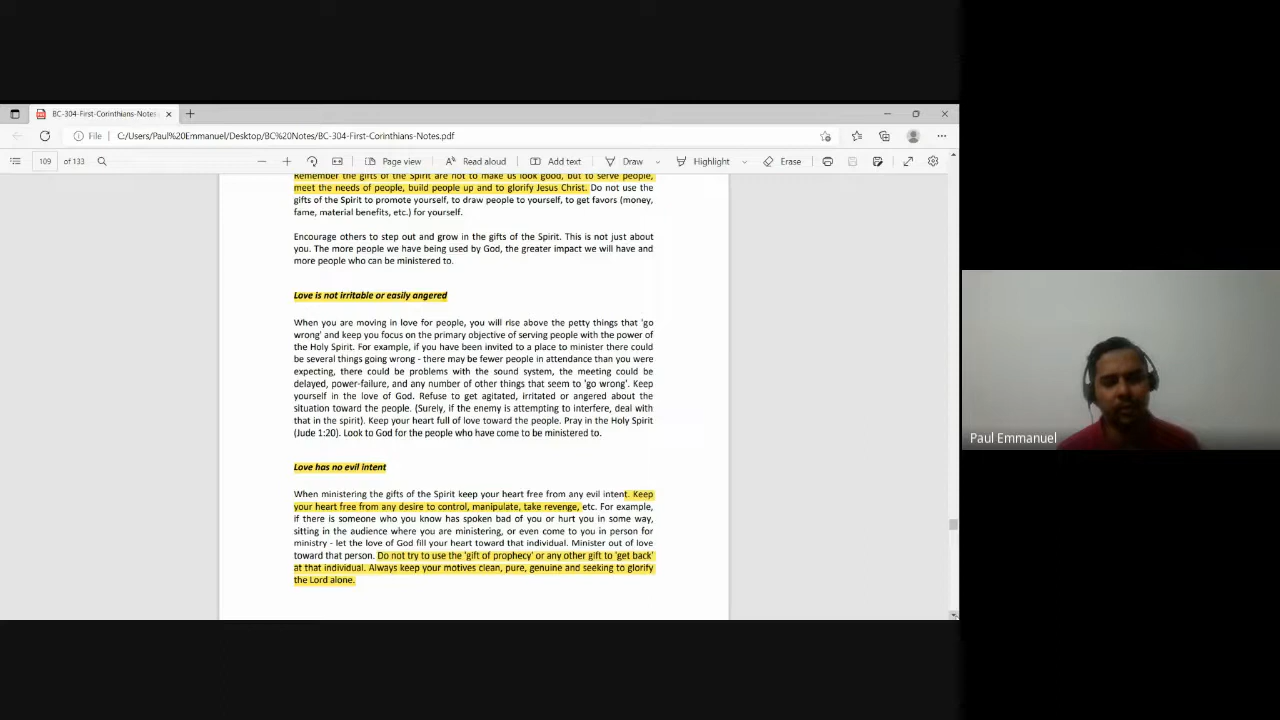 BC-304-First-Corinthians-Notes
File
C:/Users/Paul%20Emmanuel/Desktop/BC%20Notes/BC-304-First-Corinthians-Notes.pdf
109 of 133
Page view
Read aloud
Add text
Draw
Highlight
Erase
Remember the gifts of the Spirit are not to make us look good, but to serve people,
meet the needs of people, build people up and to glorify Jesus Christ. Do not use the
gifts of the Spirit to promote yourself, to draw people to yourself, to get favors (money,
fame, material benefits, etc.) for yourself.
Encourage others to step out and grow in the gifts of the Spirit. This is not just about
you. The more people we have being used by God, the greater impact we will have and
more people who can be ministered to.
Love is not irritable or easily angered
When you are moving in love for people, you will rise above the petty things that 'go
wrong' and keep you focus on the primary objective of serving people with the power of
the Holy Spirit. For example, if you have been invited to a place to minister there could
be several things going wrong - there may be fewer people in attendance than you were
expecting, there could be problems with the sound system, the meeting could be
delayed, power-failure, and any number of other things that seem to 'go wrong'. Keep
yourself in the love of God. Refuse to get agitated, irritated or angered about the
situation toward the people. (Surely, if the enemy is attempting to interfere, deal with
that in the spirit). Keep your heart full of love toward the people. Pray in the Holy Spirit
(Jude 1:20). Look to God for the people who have come to be ministered to.
Love has no evil intent
When ministering the gifts of the Spirit keep your heart free from any evil intent. Keep
your heart free from any desire to control, manipulate, take revenge, etc. For example,
if there is someone who you know has spoken bad of you or hurt you in some way,
sitting in the audience where you are ministering, or even come to you in person for
ministry - let the love of God fill your heart toward that individual. Minister out of love
toward that person. Do not try to use the 'gift of prophecy' or any other gift to 'get back'
at that individual. Always keep your motives clean, pure, genuine and seeking to glorify
the Lord alone.
Paul Emmanuel